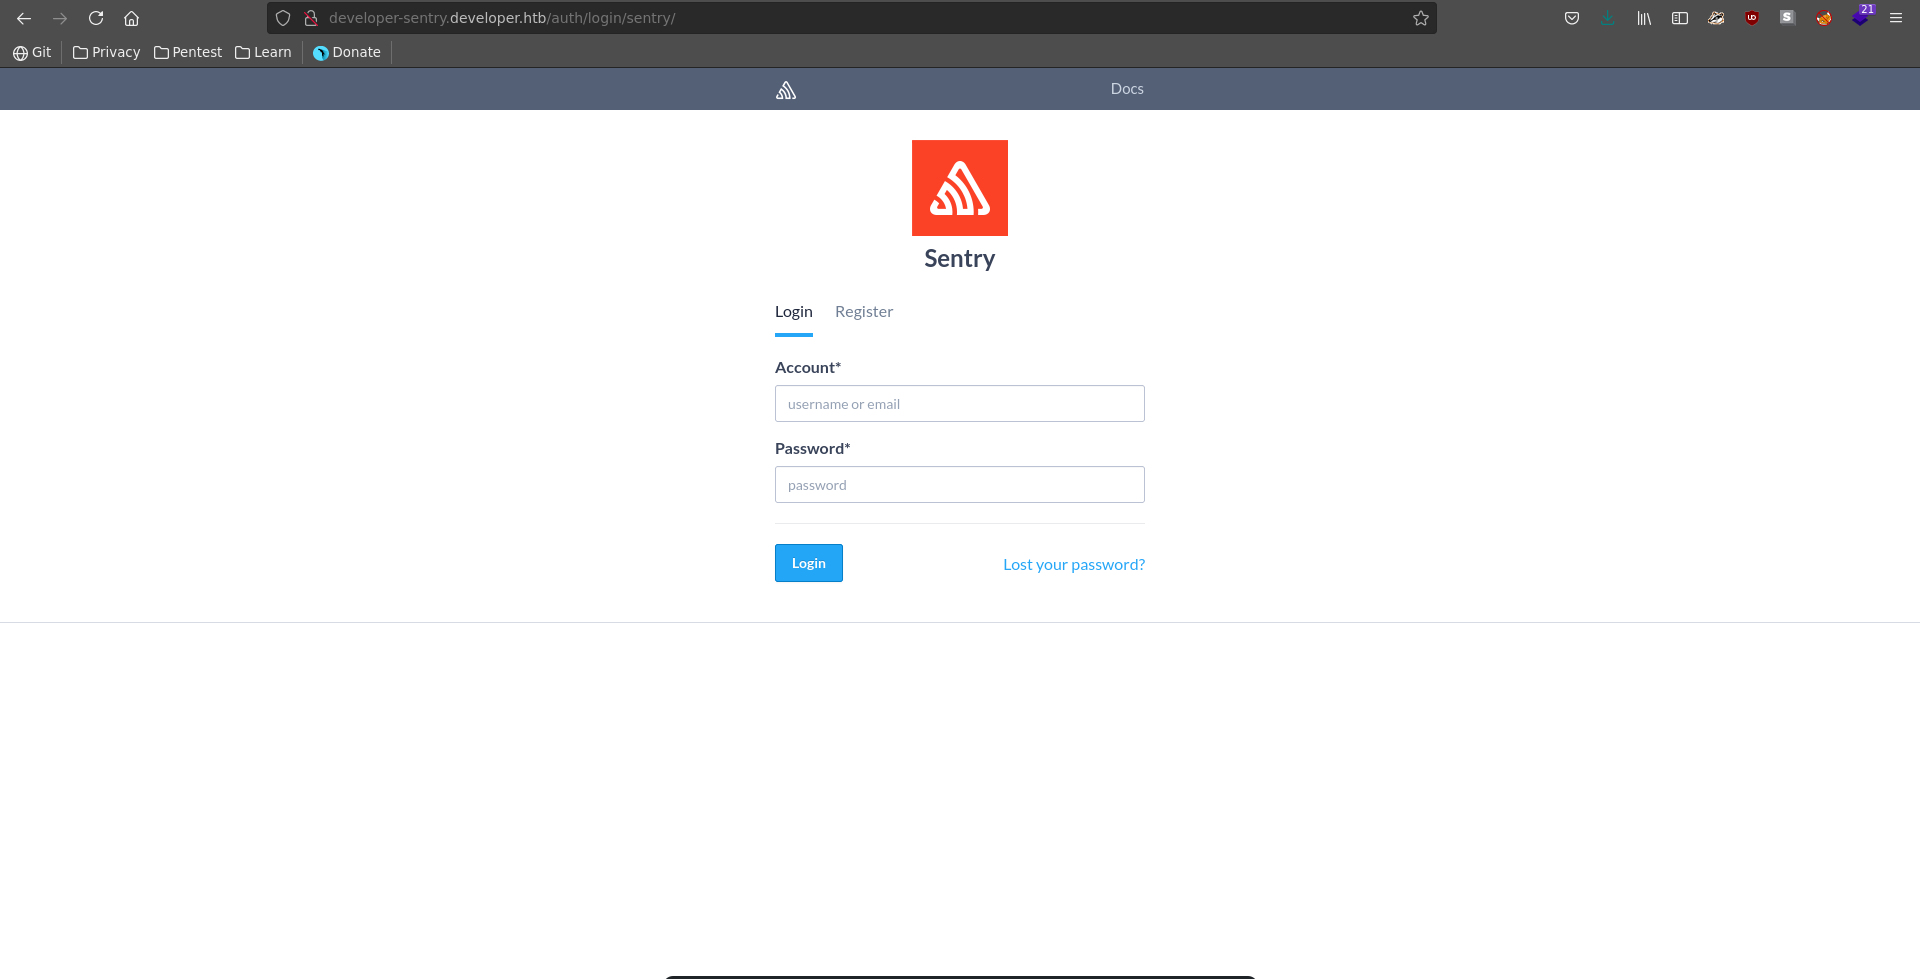 developer-sentry.developer.htb/auth/login/sentry/
21
Git Privacy Pentest Learn Donate
Docs
Sentry
Login Register
Account*
username or email
Password*
password
Login Lost your password?